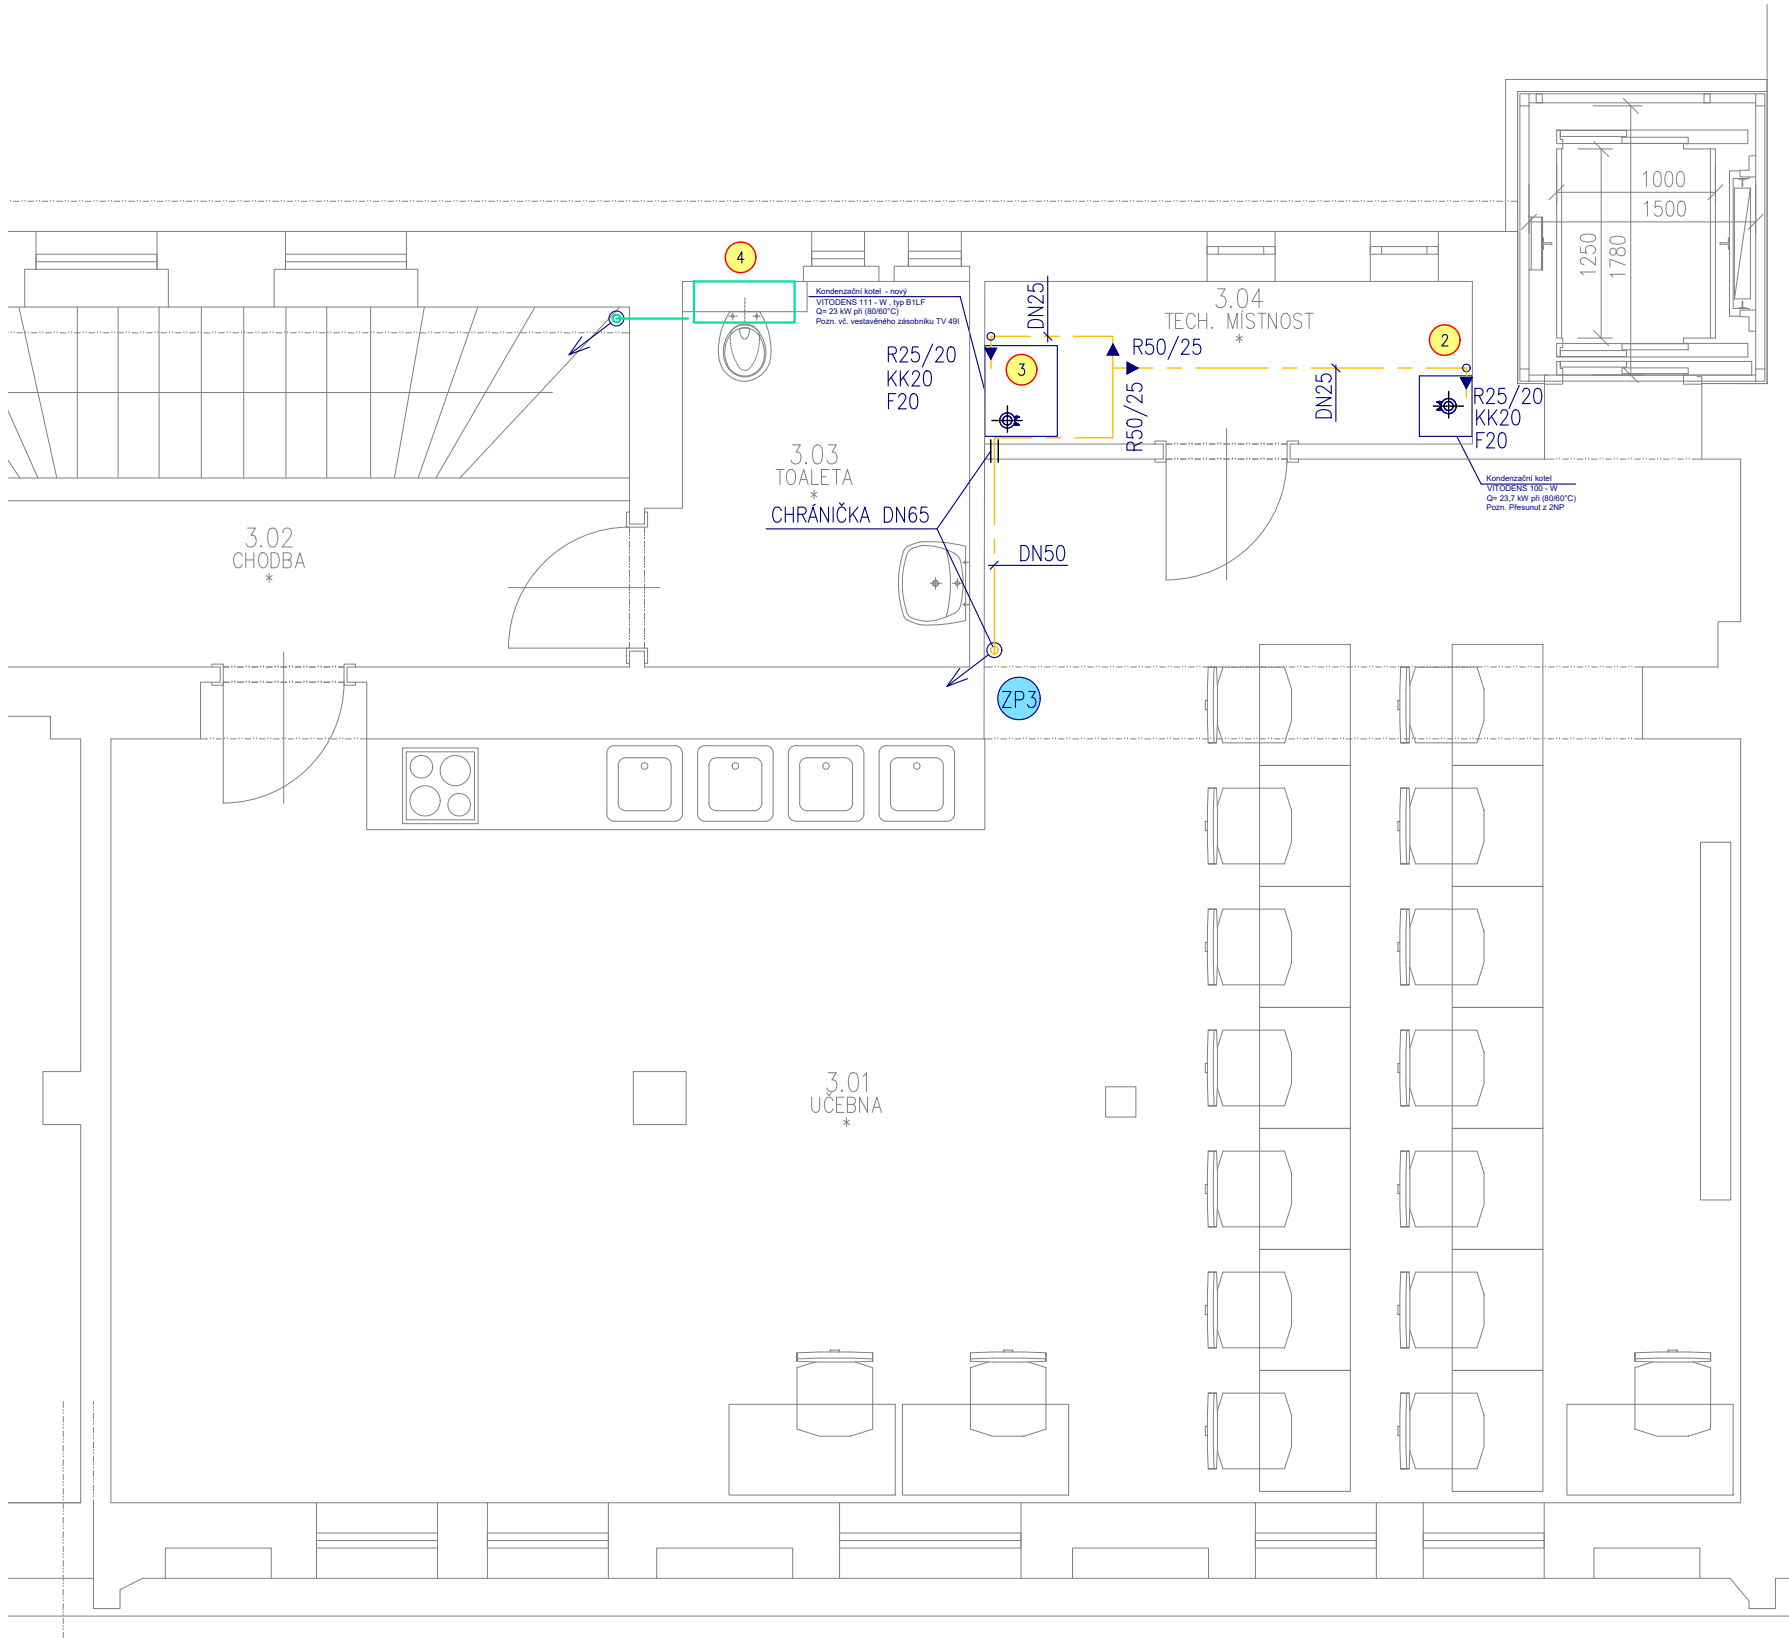 1000
1500
1250
1780
4
Kondenzační kotel - nový
VITODENS 111 - W , typ B1LF
Q= 23 kW při (80/60°C)
Pozn. vč. vestavěného zásobníku TV 49l
DN25
3.04
TECH. MÍSTNOST
*
R25/20
KK20
F20
3
R50/25
R50/25
DN25
2
R25/20
KK20
F20
Kondenzační kotel
VITODENS 100 - W
Q= 23,7 kW při (80/60°C)
Pozn. Přesunut z 2NP
3.03
TOALETA
*
CHRÁNIČKA DN65
3.02
CHODBA
*
DN50
ZP3
3.01
UČEBNA
*